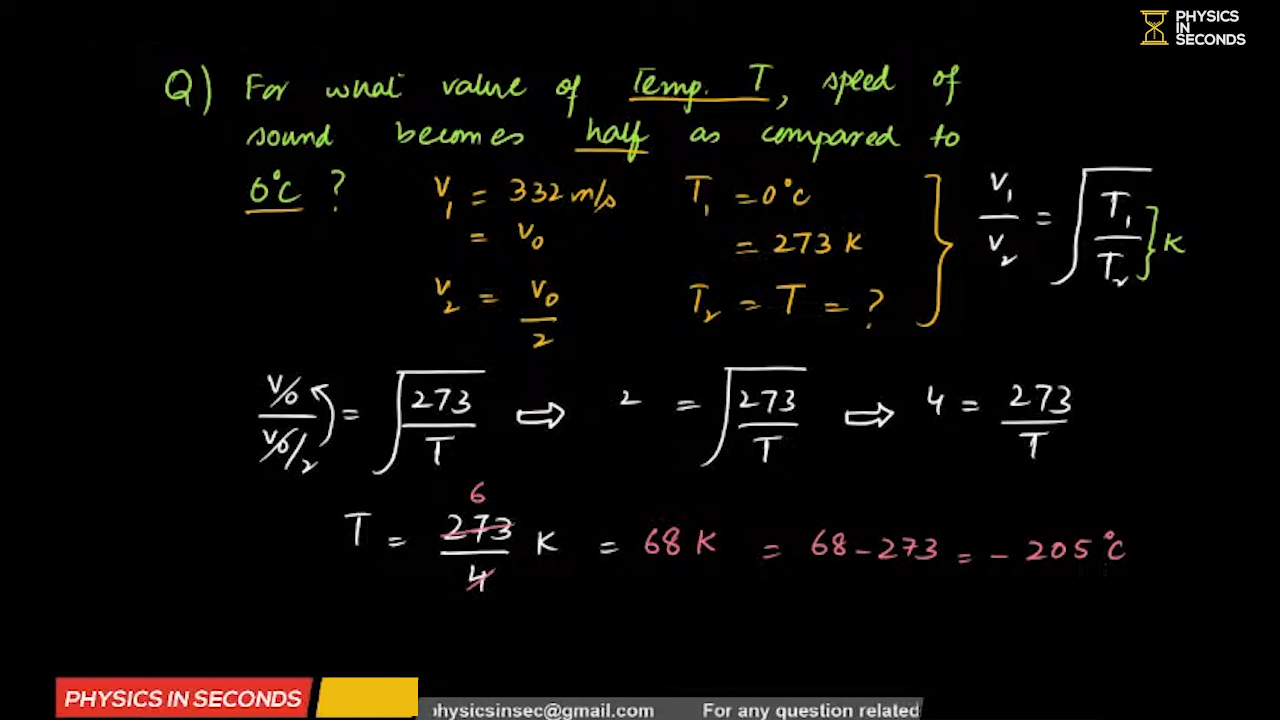 PHYSICS
IN
SECONDS
Q) For what value of Temp. T, speed of
sound becomes half as compared to
0°C ?
V₁ = 332 m/s
= V₀
V₂ = V₀/2
T₁ = 0°C
= 273 K
T₂ = T = ?
V₁/V₂ = √(T₁/T₂) } K
V₀/(V₀/2) = √(273/T) ⇒ 2 = √(273/T) ⇒ 4 = 273/T
6
T = 273/4 K = 68 K = 68 - 273 = - 205°C
PHYSICS IN SECONDS
physicsinsec@gmail.com For any question related